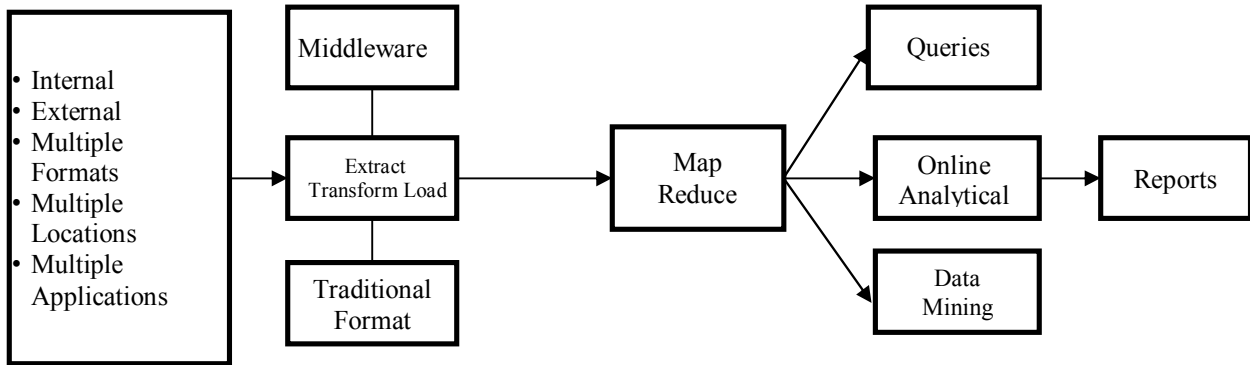 • Internal
• External
• Multiple
Formats
• Multiple
Locations
• Multiple
Applications
Middleware
Extract
Transform Load
Traditional
Format
Map
Reduce
Queries
Online
Analytical
Data
Mining
Reports